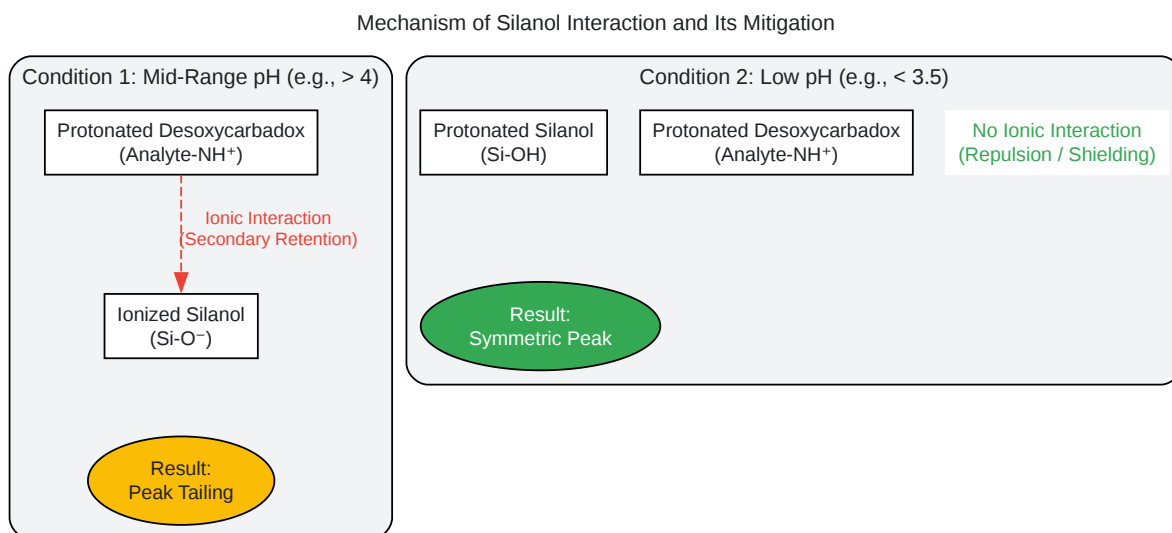 Mechanism of Silanol Interaction and Its Mitigation
Condition 1: Mid-Range pH (e.g., > 4)
Protonated Desoxycarbadox
(Analyte-NH⁺)
Ionic Interaction
(Secondary Retention)
Ionized Silanol
(Si-O⁻)
Result:
Peak Tailing
Condition 2: Low pH (e.g., < 3.5)
Protonated Silanol
(Si-OH)
Protonated Desoxycarbadox
(Analyte-NH⁺)
No Ionic Interaction
(Repulsion / Shielding)
Result:
Symmetric Peak